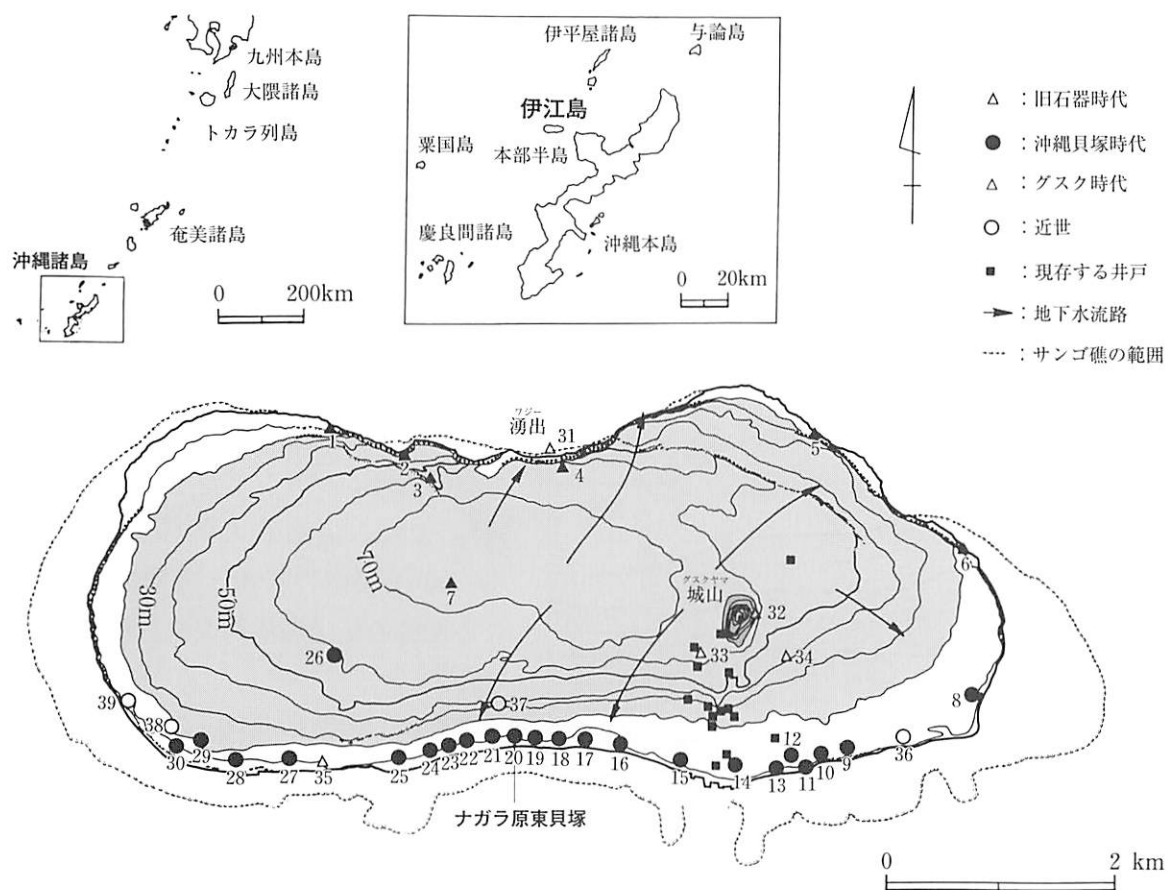 九州本島
大隈諸島
トカラ列島
奄美諸島
沖縄諸島
0 200km
伊平屋諸島
与論島
伊江島
粟国島
本部半島
慶良間諸島
沖縄本島
0 20km
△ :旧石器時代
● :沖縄貝塚時代
△ :グスク時代
○ :近世
■ :現存する井戸
→ :地下水流路
---- :サンゴ礁の範囲
ワジー
湧出
31
1
2
3
4
5
6
7
70m
50m
30m
グスクヤマ
城山
32
33
34
26
8
39
38
37
36
30
29
28
27
35
25
24
23
22
21
20
19
18
17
16
15
14
13
12
11
10
9
ナガラ原東貝塚
0 2 km